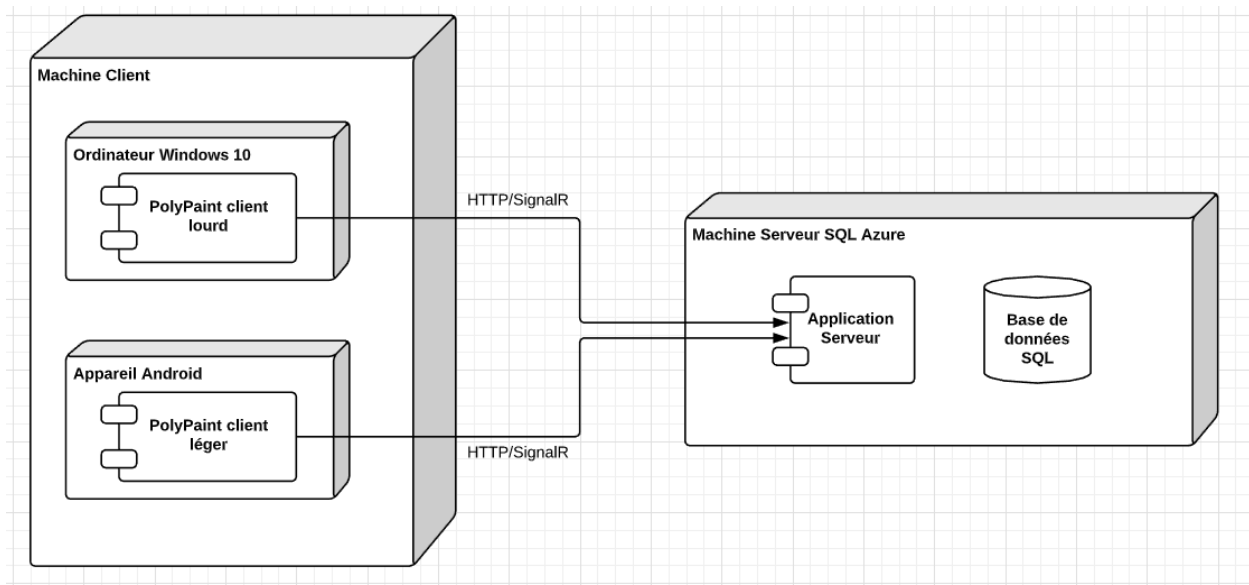 Machine Client
Ordinateur Windows 10
PolyPaint client
lourd
HTTP/SignalR
Appareil Android
PolyPaint client
léger
HTTP/SignalR
Machine Serveur SQL Azure
Application
Serveur
Base de
données
SQL